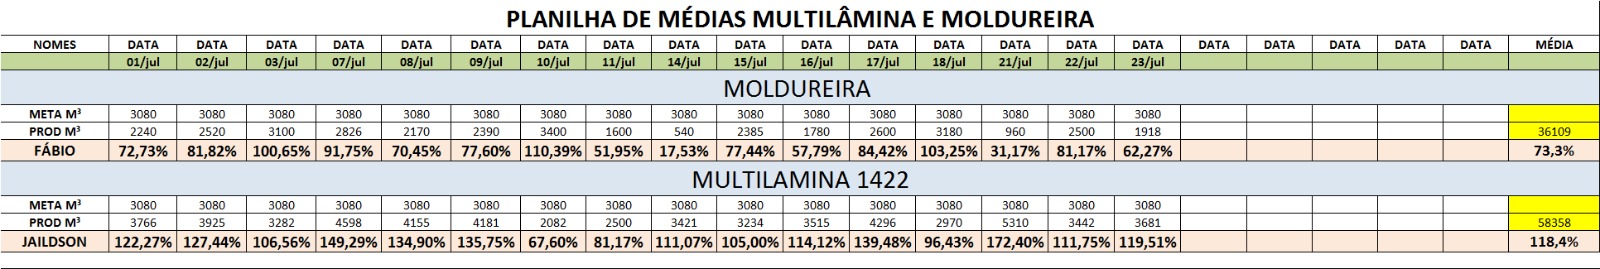 PLANILHA DE MÉDIAS MULTILÂMINA E MOLDUREIRA
NOMES DATA DATA DATA DATA DATA DATA DATA DATA DATA DATA DATA DATA DATA DATA DATA DATA DATA DATA DATA DATA DATA MÉDIA
01/jul 02/jul 03/jul 07/jul 08/jul 09/jul 10/jul 11/jul 14/jul 15/jul 16/jul 17/jul 18/jul 21/jul 22/jul 23/jul
MOLDUREIRA
META M³ 3080 3080 3080 3080 3080 3080 3080 3080 3080 3080 3080 3080 3080 3080 3080 3080
PROD M³ 2240 2520 3100 2826 2170 2390 3400 1600 540 2385 1780 2600 3180 960 2500 1918 36109
FÁBIO 72,73% 81,82% 100,65% 91,75% 70,45% 77,60% 110,39% 51,95% 17,53% 77,44% 57,79% 84,42% 103,25% 31,17% 81,17% 62,27% 73,3%
MULTILAMINA 1422
META M³ 3080 3080 3080 3080 3080 3080 3080 3080 3080 3080 3080 3080 3080 3080 3080 3080
PROD M³ 3766 3925 3282 4598 4155 4181 2082 2500 3421 3234 3515 4296 2970 5310 3442 3681 58358
JAILDSON 122,27% 127,44% 106,56% 149,29% 134,90% 135,75% 67,60% 81,17% 111,07% 105,00% 114,12% 139,48% 96,43% 172,40% 111,75% 119,51% 118,4%